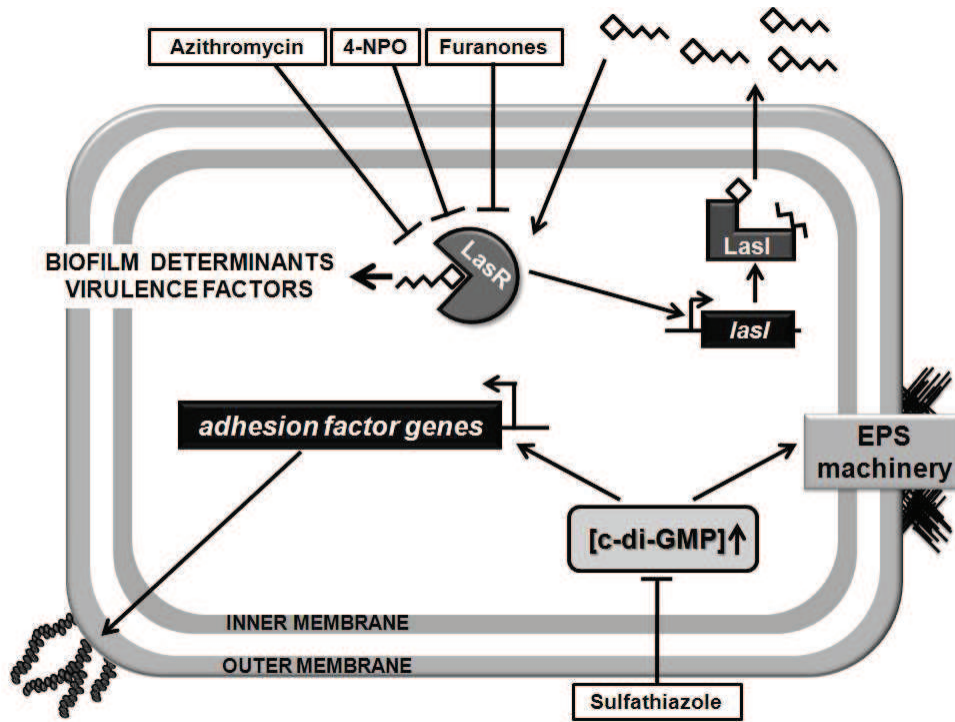 Azithromycin
4-NPO
Furanones
LasR
LasI
BIOFILM DETERMINANTS
VIRULENCE FACTORS
lasI
adhesion factor genes
EPS
machinery
[c-di-GMP]↑
INNER MEMBRANE
OUTER MEMBRANE
Sulfathiazole